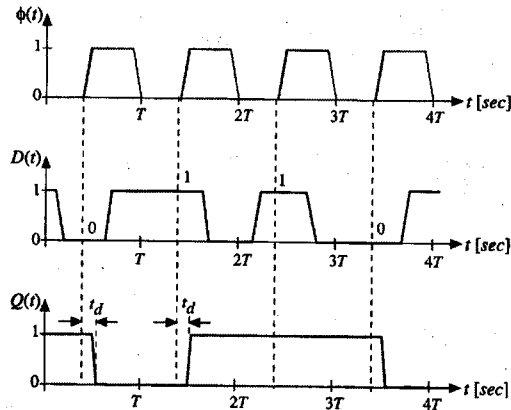 ϕ(t)
1
0
T 2T 3T 4T
t [sec]
D(t)
1
0
0 1 1 0
T 2T 3T 4T
t [sec]
Q(t)
t_d t_d
1
0
T 2T 3T 4T
t [sec]